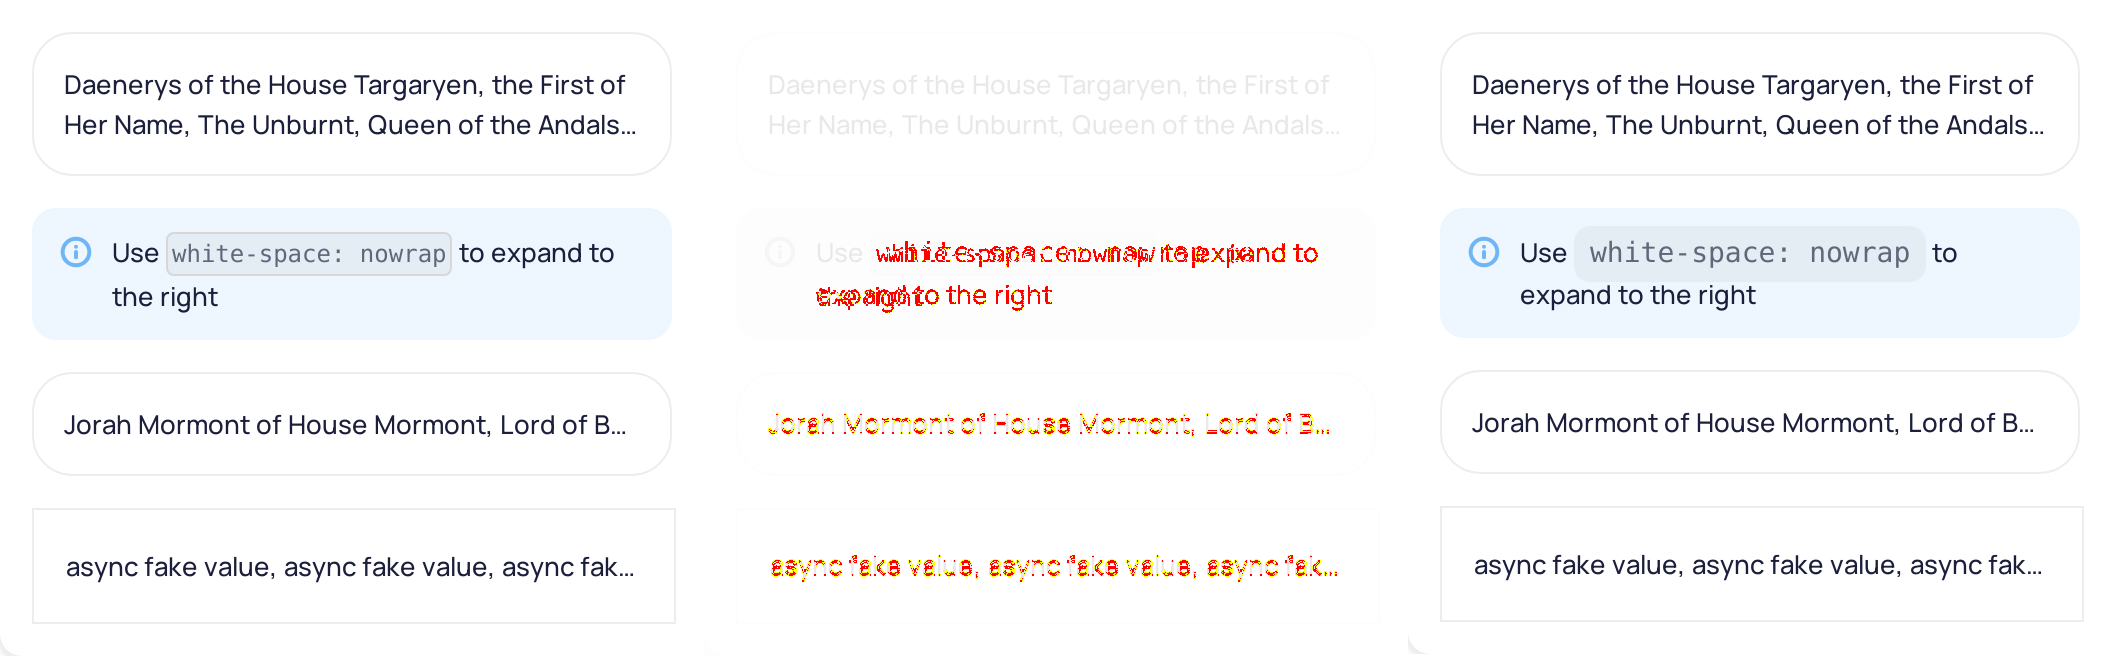 Daenerys of the House Targaryen, the First of
Her Name, The Unburnt, Queen of the Andals...
Use white-space: nowrap to expand to
the right
Jorah Mormont of House Mormont, Lord of B...
async fake value, async fake value, async fak...
Daenerys of the House Targaryen, the First of
Her Name, The Unburnt, Queen of the Andals...
Use
to the right
Jorah Mormont of House Mormont, Lord of B...
async fake value, async fake value, async fak...
Daenerys of the House Targaryen, the First of
Her Name, The Unburnt, Queen of the Andals...
Use white-space: nowrap to
expand to the right
Jorah Mormont of House Mormont, Lord of B...
async fake value, async fake value, async fak...